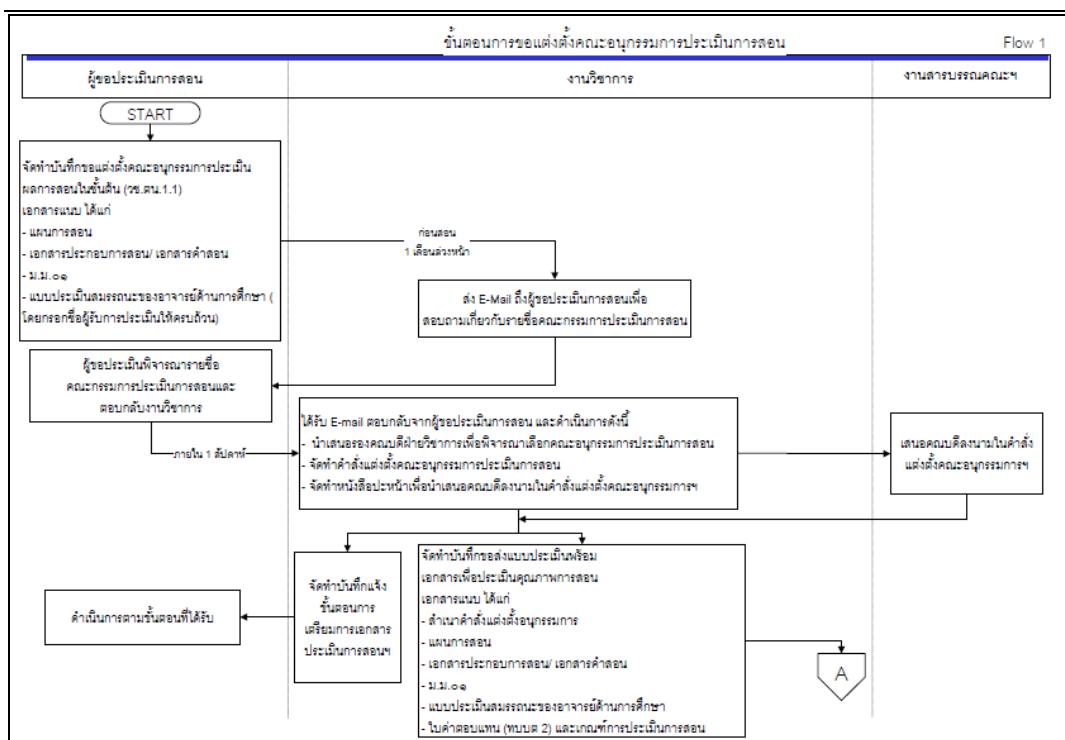 ขั้นตอนการขอแต่งตั้งคณะอนุกรรมการประเมินการสอน
Flow 1
ผู้ขอประเมินการสอน
งานวิชาการ
งานสารบรรณคณะฯ
START
จัดทำบันทึกขอแต่งตั้งคณะอนุกรรมการประเมิน
ผลการสอนในชั้นต้น (วช.ตน.1.1)
เอกสารแนบ ได้แก่
- แผนการสอน
- เอกสารประกอบการสอน/ เอกสารคำสอน
- ม.ม.๐๑
- แบบประเมินสมรรถนะของอาจารย์ด้านการศึกษา (
โดยกรอกชื่อผู้รับการประเมินให้ครบถ้วน)
ก่อนสอน
1 เดือนล่วงหน้า
ส่ง E-Mail ถึงผู้ขอประเมินการสอนเพื่อ
สอบถามเกี่ยวกับรายชื่อคณะกรรมการประเมินการสอน
ผู้ขอประเมินพิจารณารายชื่อ
คณะกรรมการประเมินการสอนและ
ตอบกลับงานวิชาการ
ภายใน 1 สัปดาห์
ได้รับ E-mail ตอบกลับจากผู้ขอประเมินการสอน และดำเนินการดังนี้
- นำเสนอรองคณบดีฝ่ายวิชาการเพื่อพิจารณาเลือกคณะอนุกรรมการประเมินการสอน
- จัดทำคำสั่งแต่งตั้งคณะอนุกรรมการประเมินการสอน
- จัดทำหนังสือปะหน้าเพื่อนำเสนอคณบดีลงนามในคำสั่งแต่งตั้งคณะอนุกรรมการฯ
เสนอคณบดีลงนามในคำสั่ง
แต่งตั้งคณะอนุกรรมการฯ
จัดทำบันทึกแจ้ง
ขั้นตอนการ
เตรียมการเอกสาร
ประเมินการสอนฯ
ดำเนินการตามขั้นตอนที่ได้รับ
จัดทำบันทึกขอส่งแบบประเมินพร้อม
เอกสารเพื่อประเมินคุณภาพการสอน
เอกสารแนบ ได้แก่
- สำเนาคำสั่งแต่งตั้งอนุกรรมการ
- แผนการสอน
- เอกสารประกอบการสอน/ เอกสารคำสอน
- ม.ม.๐๑
- แบบประเมินสมรรถนะของอาจารย์ด้านการศึกษา
- ใบค่าตอบแทน (ทบบต 2) และเกณฑ์การประเมินการสอน
A